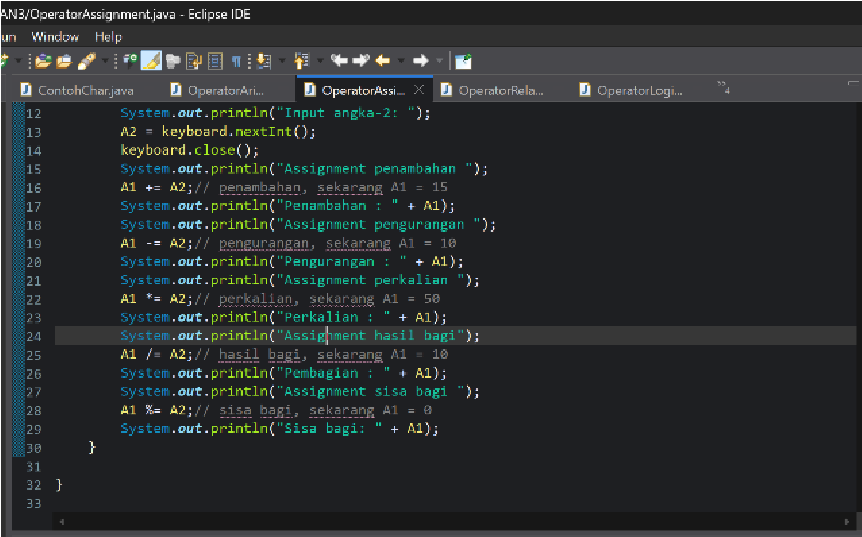 AN3/OperatorAssignment.java - Eclipse IDE
un Window Help
ContohChar.java OperatorAri... OperatorAssi... OperatorRela... OperatorLogi... 4
12 System.out.println("Input angka-2: ");
13 A2 = keyboard.nextInt();
14 keyboard.close();
15 System.out.println("Assignment penambahan ");
16 A1 += A2;// penambahan, sekarang A1 = 15
17 System.out.println("Penambahan : " + A1);
18 System.out.println("Assignment pengurangan ");
19 A1 -= A2;// pengurangan, sekarang A1 = 10
20 System.out.println("Pengurangan : " + A1);
21 System.out.println("Assignment perkalian ");
22 A1 *= A2;// perkalian, sekarang A1 = 50
23 System.out.println("Perkalian : " + A1);
24 System.out.println("Assignment hasil bagi");
25 A1 /= A2;// hasil bagi, sekarang A1 = 10
26 System.out.println("Pembagian : " + A1);
27 System.out.println("Assignment sisa bagi ");
28 A1 %= A2;// sisa bagi, sekarang A1 = 0
29 System.out.println("Sisa bagi: " + A1);
30 }
31
32 }
33